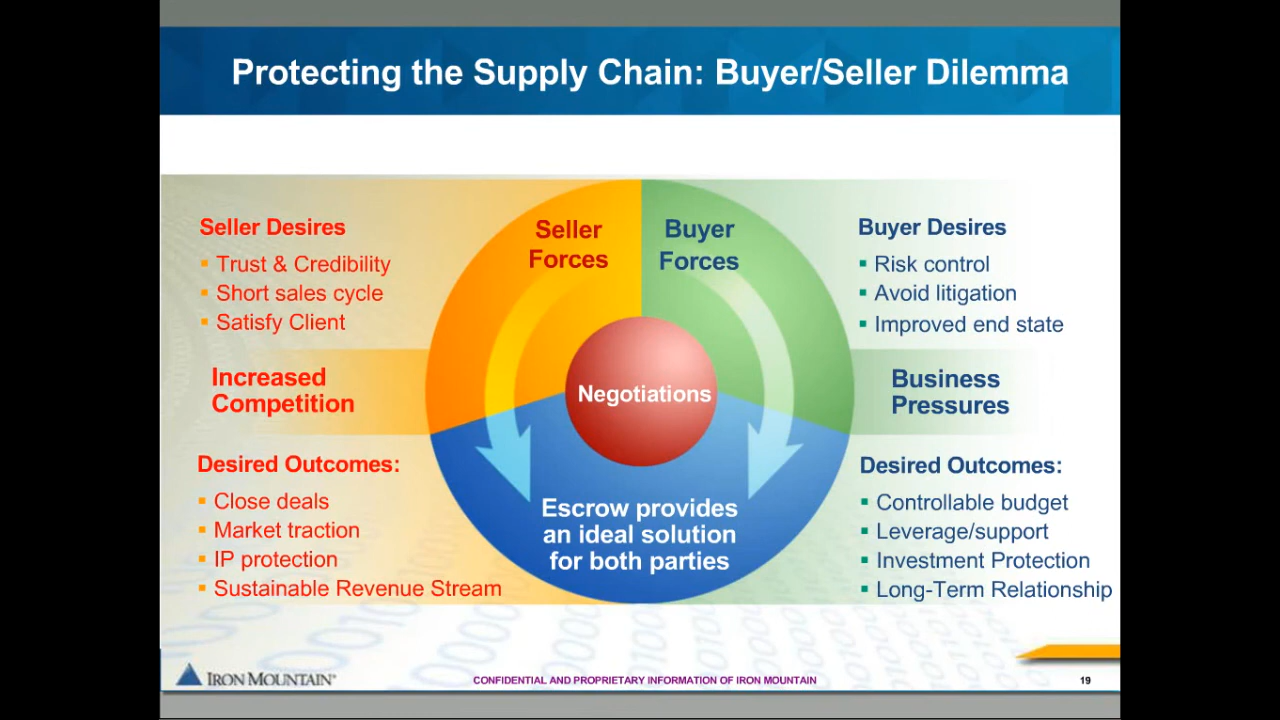 Protecting the Supply Chain: Buyer/Seller Dilemma
Seller Desires
▪ Trust & Credibility
▪ Short sales cycle
▪ Satisfy Client
Increased
Competition
Desired Outcomes:
▪ Close deals
▪ Market traction
▪ IP protection
▪ Sustainable Revenue Stream
Seller
Forces
Buyer
Forces
Negotiations
Escrow provides
an ideal solution
for both parties
Buyer Desires
▪ Risk control
▪ Avoid litigation
▪ Improved end state
Business
Pressures
Desired Outcomes:
▪ Controllable budget
▪ Leverage/support
▪ Investment Protection
▪ Long-Term Relationship
IRON MOUNTAIN®
CONFIDENTIAL AND PROPRIETARY INFORMATION OF IRON MOUNTAIN
19